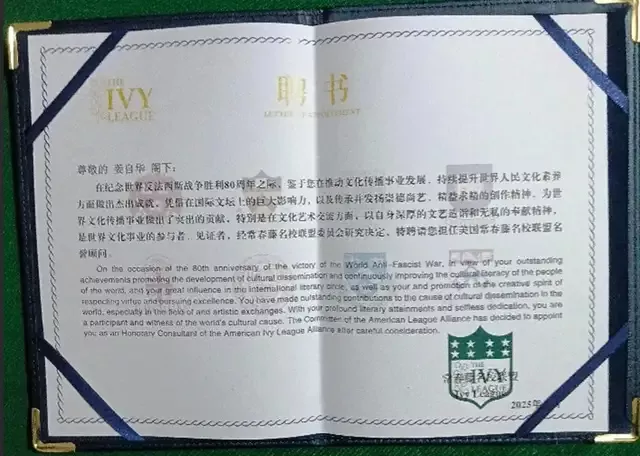 THE
IVY
LEAGUE
聘书
LETTER OF APPOINTMENT
尊敬的 姜自华 阁下:
在纪念世界反法西斯战争胜利80周年之际,鉴于您在推动文化传播事业发展、持续提升世界人民文化素养
方面做出杰出成就,凭借在国际文坛上的巨大影响力,以及传承并发扬崇德尚艺、精益求精的创作精神,为世
界文化传播事业做出了突出的贡献,特别是在文化艺术交流方面,以自身深厚的文艺造诣和无私的奉献精神,
是世界文化事业的参与者、见证者,经常春藤名校联盟委员会研究决定,特聘请您担任美国常春藤名校联盟名
誉顾问。
On the occasion of the 80th anniversary of the victory of the World Anti-Fascist War, in view of your outstanding
achievements promoting the development of cultural dissemination and continuously improving the cultural literacy of the people
of the world, and your great influence in the international literary circle, as well as your and promotion of the creative spirit of
respecting virtue and pursuing excellence. You have made outstanding contributions to the cause of cultural dissemination in the
world, especially in the field of and artistic exchanges. With your profound literary attainments and selfless dedication, you are
a participant and witness of the world's cultural cause. The Committee of the American League Alliance has decided to appoint
you as an Honorary Consultant of the American Ivy League Alliance after careful consideration.
THE
IVY
LEAGUE
常春藤 联盟
Ivy League
2025年